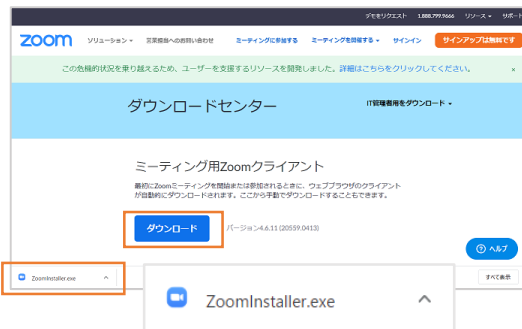 デモをリクエスト 1.888.799.9666 リソース サポート
zoom ソリューション 営業担当へのお問い合わせ ミーティングに参加する ミーティングを開催する サインイン サインアップは無料です
この危機的状況を乗り越えるため、ユーザーを支援するリソースを開発しました。詳細はこちらをクリックしてください。 ×
ダウンロードセンター IT管理者用をダウンロード
ミーティング用Zoomクライアント
最初にZoomミーティングを開始または参加されるときに、ウェブブラウザのクライアント
が自動的にダウンロードされます。ここから手動でダウンロードすることもできます。
ダウンロード バージョン4.6.11 (20559.0413)
? ヘルプ
ZoomInstaller.exe すべて表示
ZoomInstaller.exe